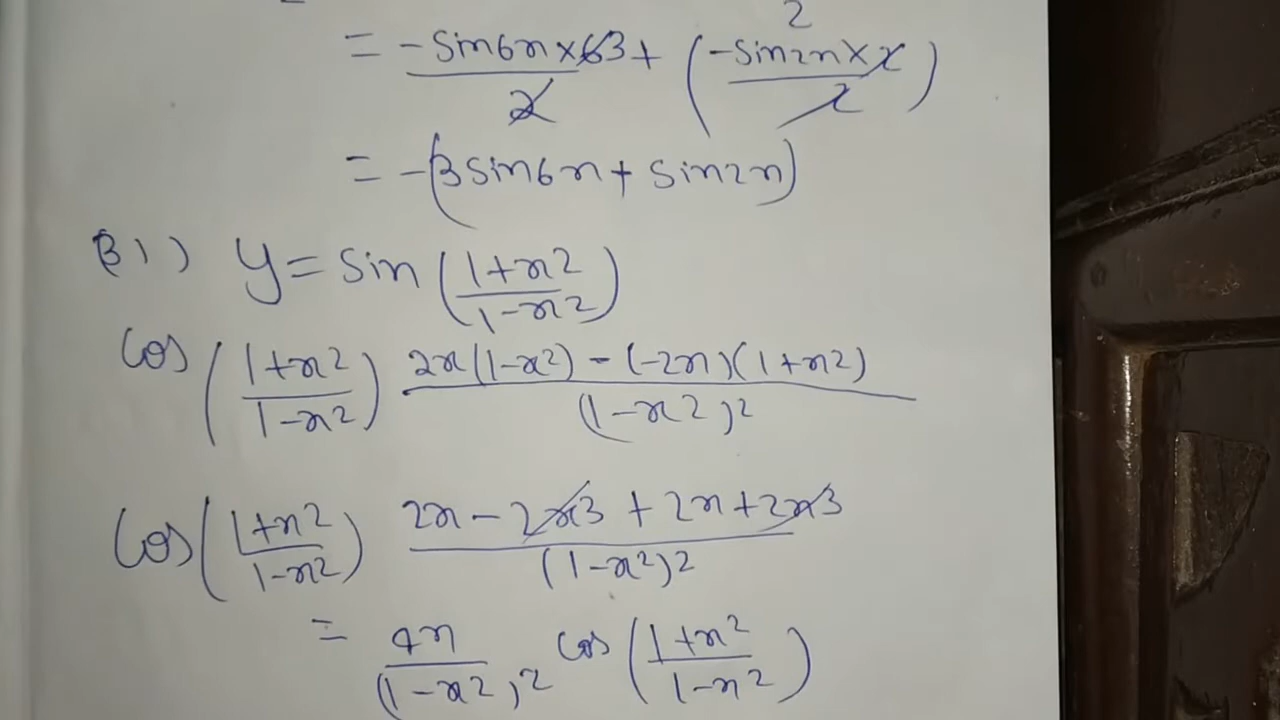 = -sin6x×63/2 + (-sin2x×2/2) 2
= -(3sin6x + sin2x)
31) y = sin (1+x2/1-x2)
cos (1+x2/1-x2) 2x(1-x2) - (-2x)(1+x2)/(1-x2)2
cos (1+x2/1-x2) 2x - 2x3 + 2x + 2x3/(1-x2)2
= 4x/(1-x2)2 cos (1+x2/1-x2)